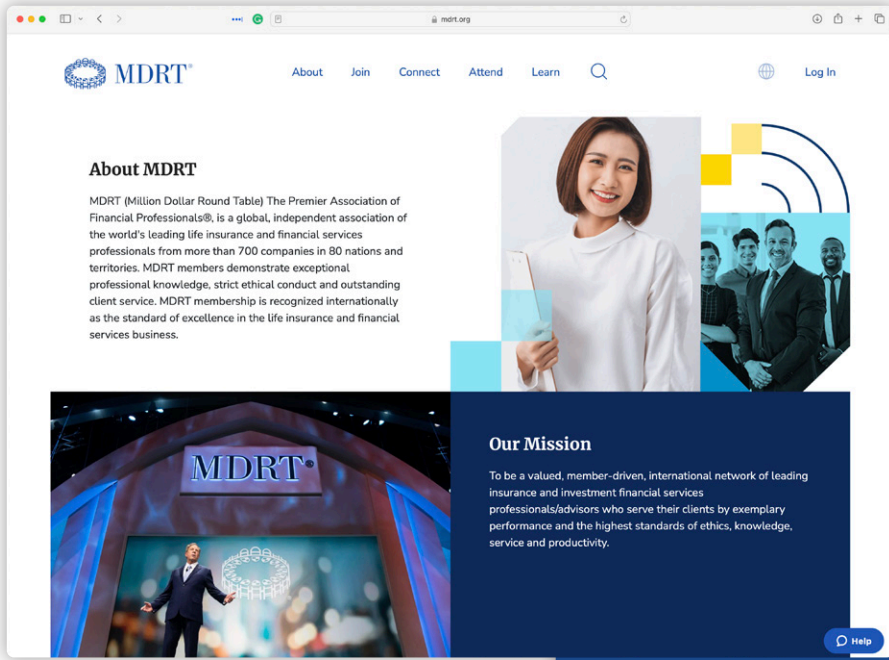 mdrt.org
MDRT®
About Join Connect Attend Learn
Log In
About MDRT
MDRT (Million Dollar Round Table) The Premier Association of
Financial Professionals®, is a global, independent association of
the world's leading life insurance and financial services
professionals from more than 700 companies in 80 nations and
territories. MDRT members demonstrate exceptional
professional knowledge, strict ethical conduct and outstanding
client service. MDRT membership is recognized internationally
as the standard of excellence in the life insurance and financial
services business.
MDRT®
Our Mission
To be a valued, member-driven, international network of leading
insurance and investment financial services
professionals/advisors who serve their clients by exemplary
performance and the highest standards of ethics, knowledge,
service and productivity.
Help